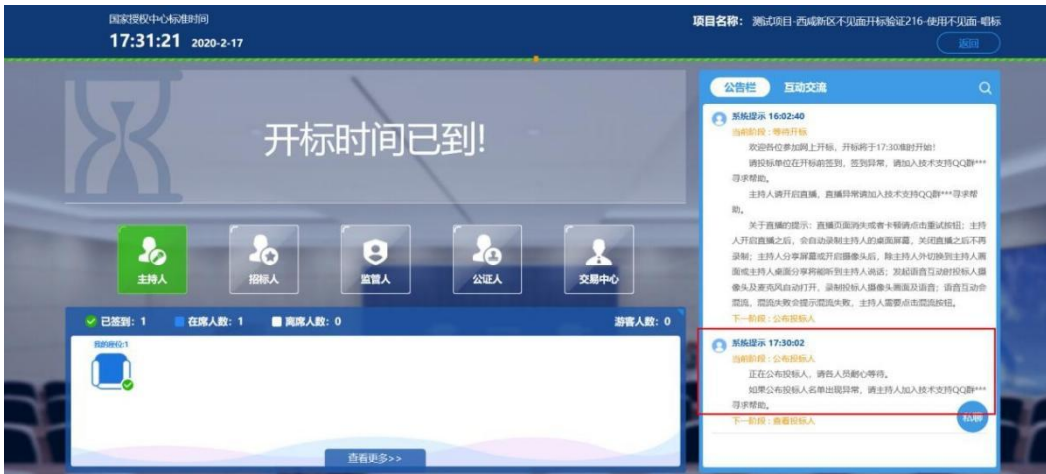 国家授权中心标准时间
17:31:21 2020-2-17
项目名称： 测试项目-西咸新区不见面开标验证216-使用不见面-唱标
返回
开标时间已到!
主持人
招标人
监管人
公证人
交易中心
已签到：1 在席人数：1 离席人数：0 游客人数：0
我的座位:1
查看更多>>
公告栏 互动交流
系统提示 16:02:40
当前阶段：等待开标
欢迎各位参加网上开标，开标将于17:30准时开始!
请投标单位在开标前签到，签到异常，请加入技术支持QQ群***
寻求帮助。
主持人请开启直播，直播异常请加入技术支持QQ群***寻求帮
助。
关于直播的提示：直播页面消失或者卡顿请点击重试按钮；主持
人开启直播之后，会自动录制主持人的桌面屏幕，关闭直播之后不再
录制；主持人分享屏幕或开启摄像头后，除主持人外切换到主持人画
面或主持人桌面分享将能听到主持人说话；发起语音互动时投标人摄
像头及麦克风自动打开，录制投标人摄像头画面及语音；语音互动会
混流，混流失败会提示混流失败，主持人需要点击混流按钮。
下一阶段：公布投标人
系统提示 17:30:02
当前阶段：公布投标人
正在公布投标人，请各人员耐心等待。
如果公布投标人名单出现异常，请主持人加入技术支持QQ群***
寻求帮助。
下一阶段：查看投标人
私聊